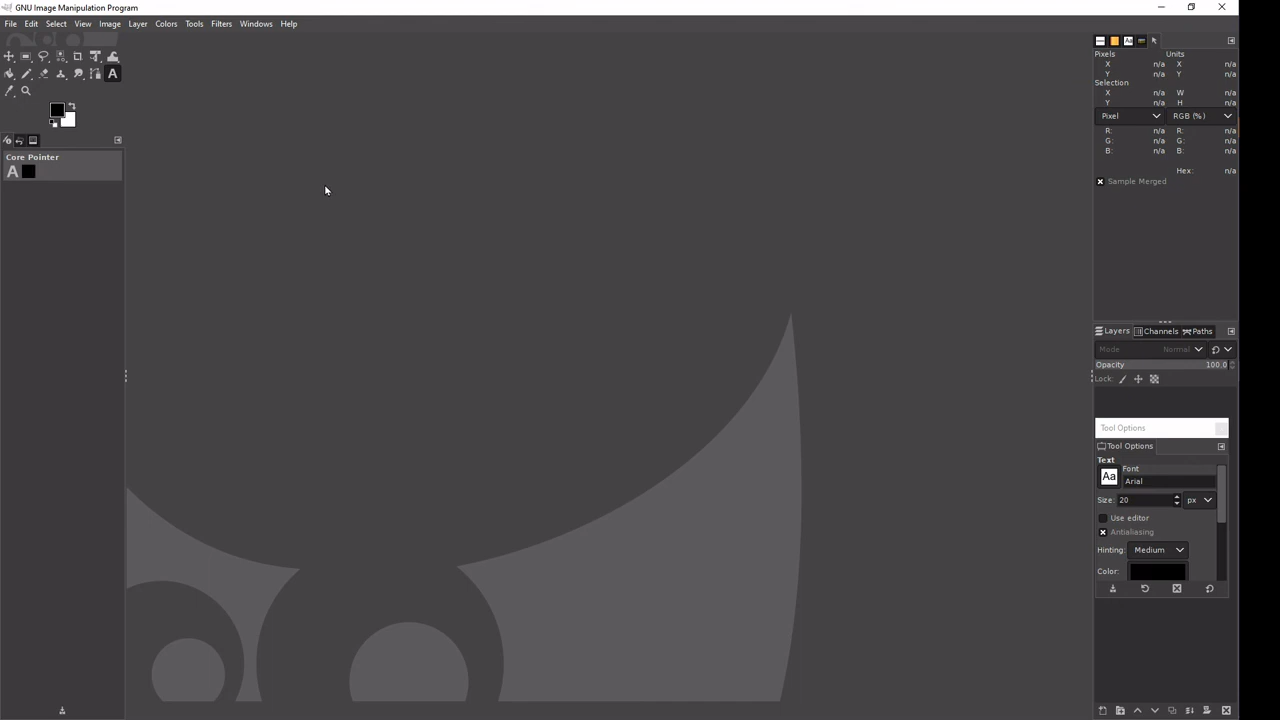 GNU Image Manipulation Program
File Edit Select View Image Layer Colors Tools Filters Windows Help
A
Core Pointer
A
Aa
Pixels Units
X n/a X n/a
Y n/a Y n/a
Selection
X n/a W n/a
Y n/a H n/a
Pixel RGB (%)
R: n/a R: n/a
G: n/a G: n/a
B: n/a B: n/a
Hex: n/a
Sample Merged
Layers Channels Paths
Mode Normal
Opacity 100.0
Lock:
Tool Options
Tool Options
Text
Font
Aa Arial
Size: 20 px
Use editor
Antialiasing
Hinting: Medium
Color: